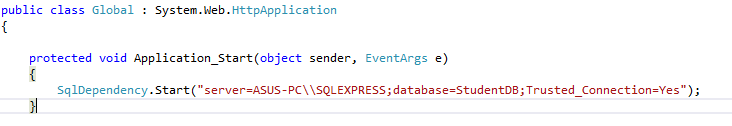 public class Global : System.Web.HttpApplication
{
protected void Application_Start(object sender, EventArgs e)
{
SqlDependency.Start("server=ASUS-PC\\SQLEXPRESS;database=StudentDB;Trusted_Connection=Yes");
}